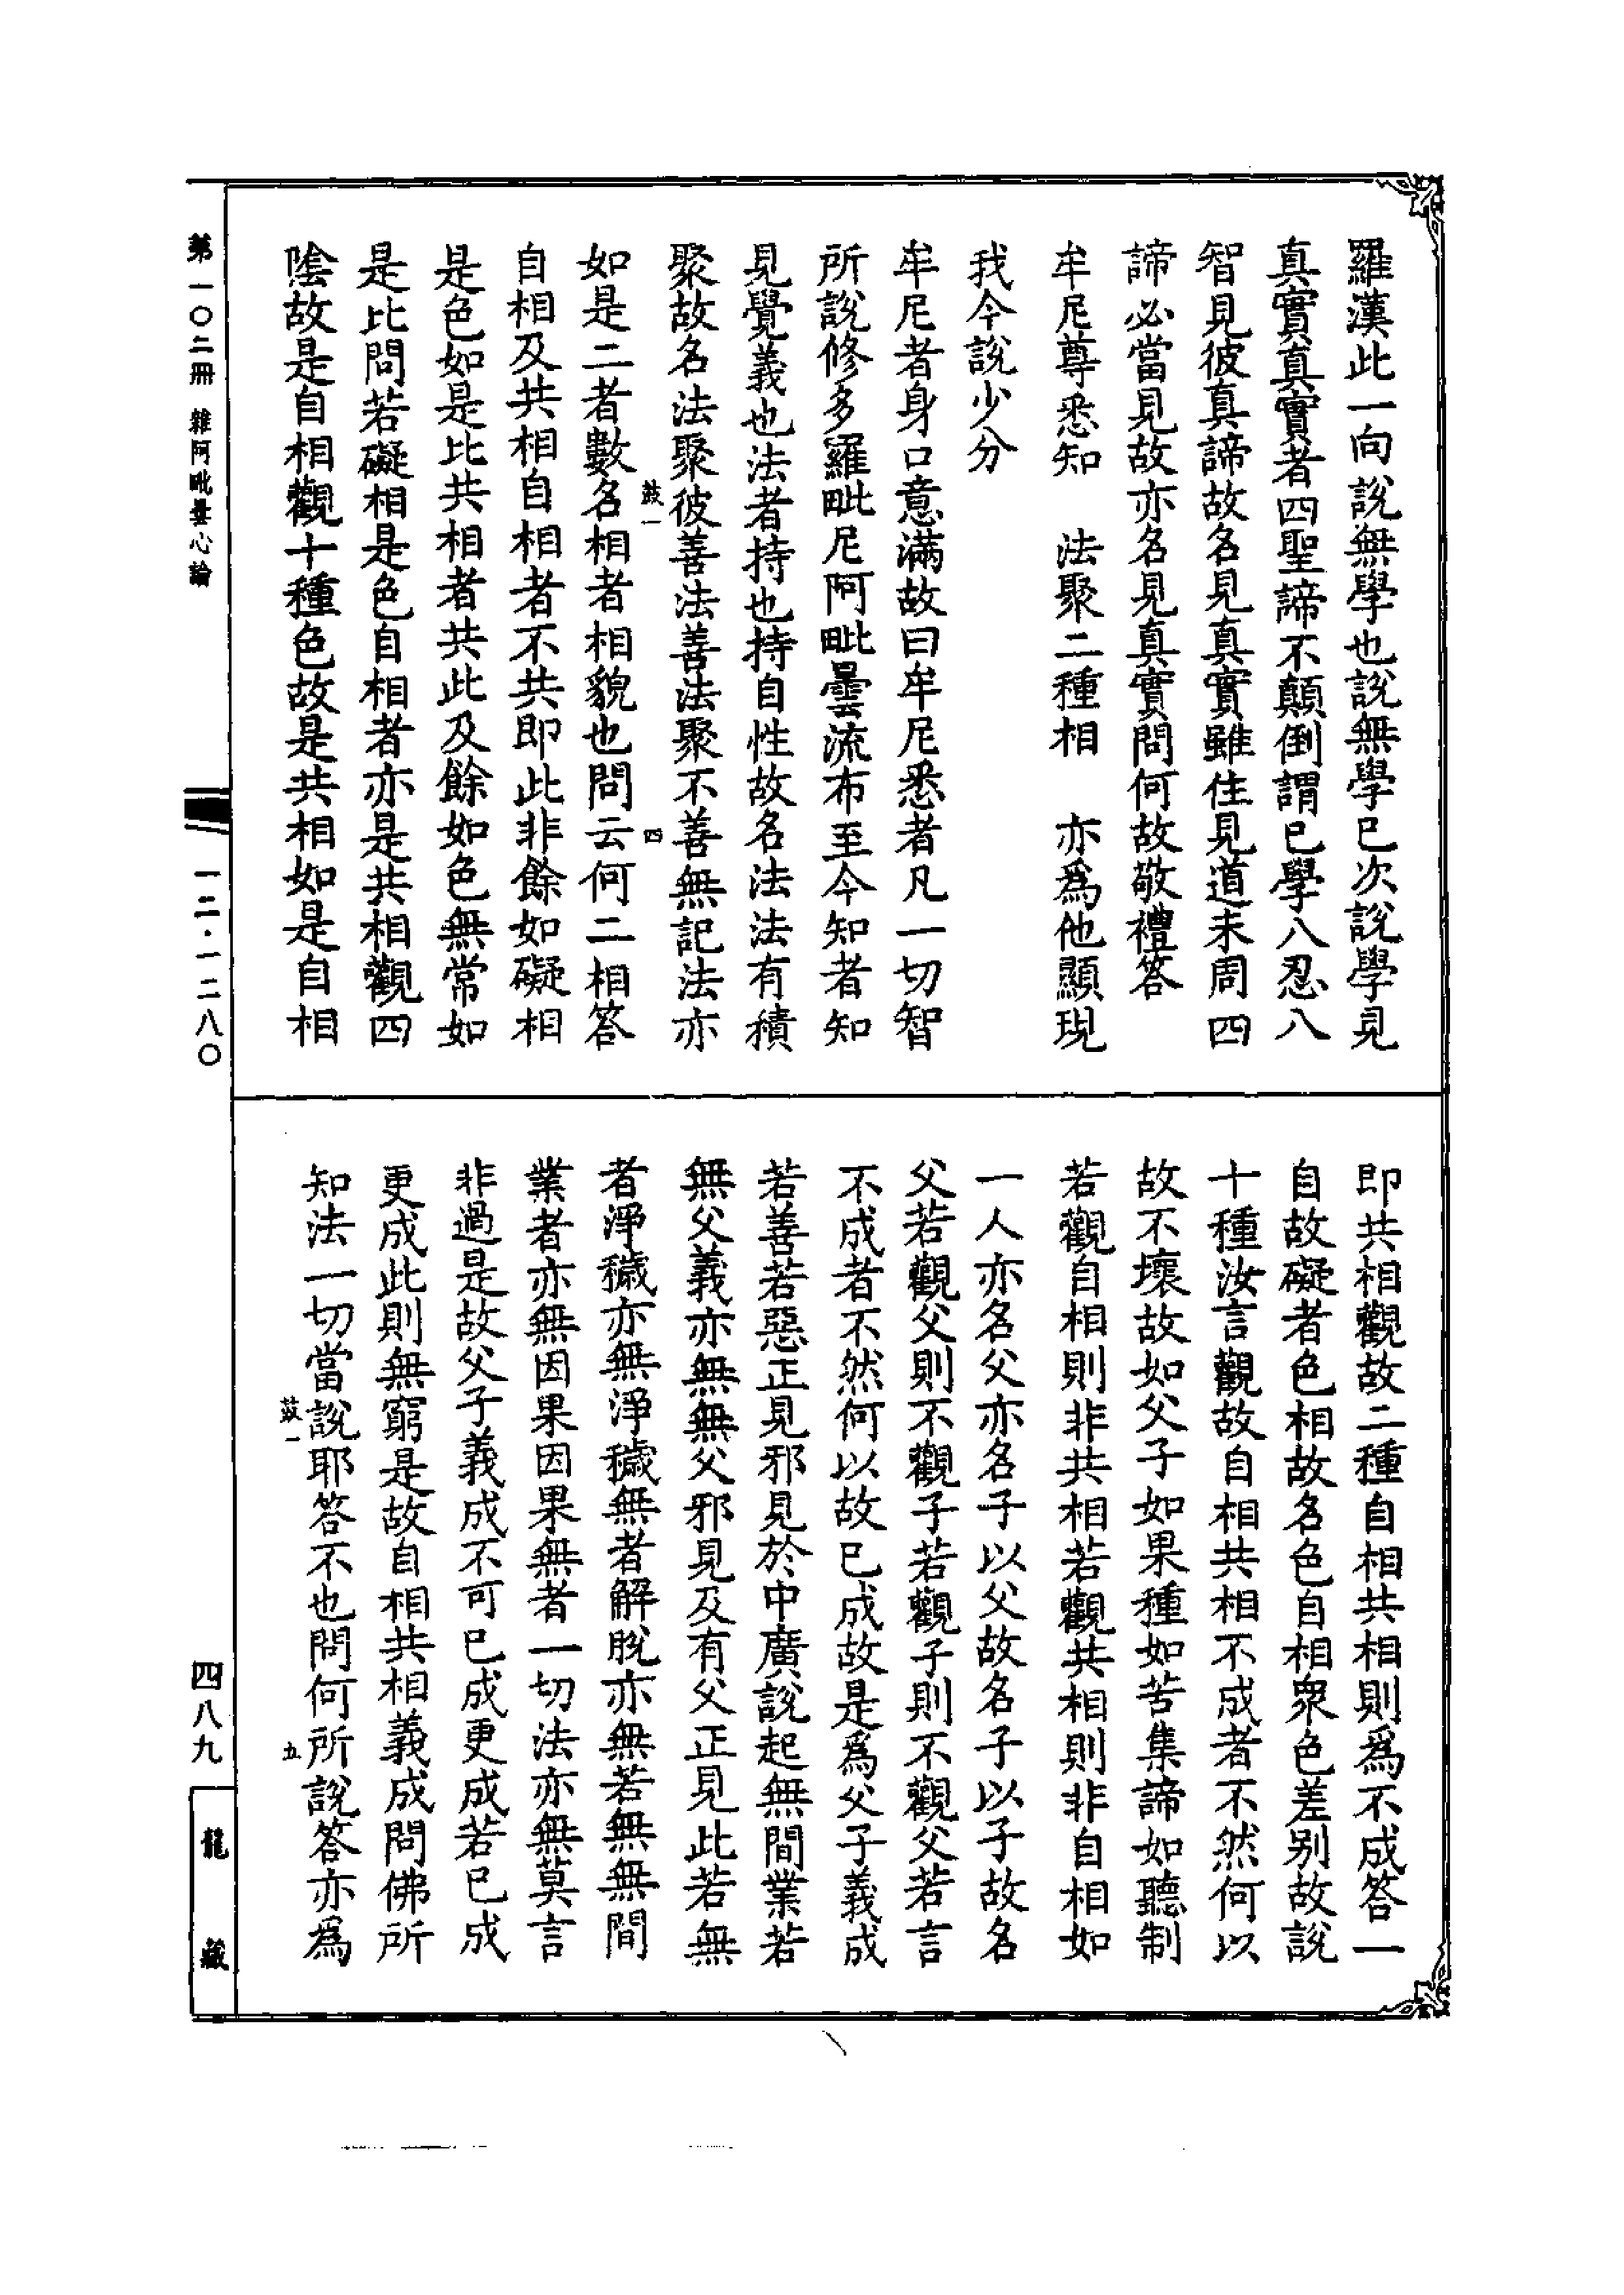 羅漢此一向說無學也說無學已次說學見
真實真實者四聖諦不顛倒謂已學八忍八
智見彼真諦故名見真實雖住見道未周四
諦必當見故亦名見真實問何故敬禮答
牟尼尊悉知　法聚二種相　亦為他顯現
我今說少分
牟尼者身口意滿故曰牟尼悉者凡一切智
所說修多羅毗尼阿毗曇流布至今知者知
見覺義也法者持也持自性故名法法有積
聚故名法聚彼善法善法聚不善無記法亦
鼓一　四
如是二者數名相者相貌也問云何二相答
自相及共相自相者不共即此非餘如礙相
是色如是比共相者共此及餘如色無常如
是比問若礙相是色自相者亦是共相觀四
陰故是自相觀十種色故是共相如是自相
即共相觀故二種自相共相則為不成答一
自故礙者色相故名色自相眾色差別故說
十種汝言觀故自相共相不成者不然何以
故不壞故如父子如果種如苦集諦如聽制
若觀自相則非共相若觀共相則非自相如
一人亦名父亦名子以父故名子以子故名
父若觀父則不觀子若觀子則不觀父若言
不成者不然何以故已成故是為父子義成
若善若惡正見邪見於中廣說起無間業若
無父義亦無無父邪見及有父正見此若無
者淨穢亦無淨穢無者解脫亦無若無無間
業者亦無因果因果無者一切法亦無莫言
非過是故父子義成不可已成更成若已成
更成此則無窮是故自相共相義成問佛所
知法一切當說耶答不也問何所說答亦為
鼓一　五
第一〇二冊　雜阿毗曇心論
一二·一二八〇
四八九
龍藏